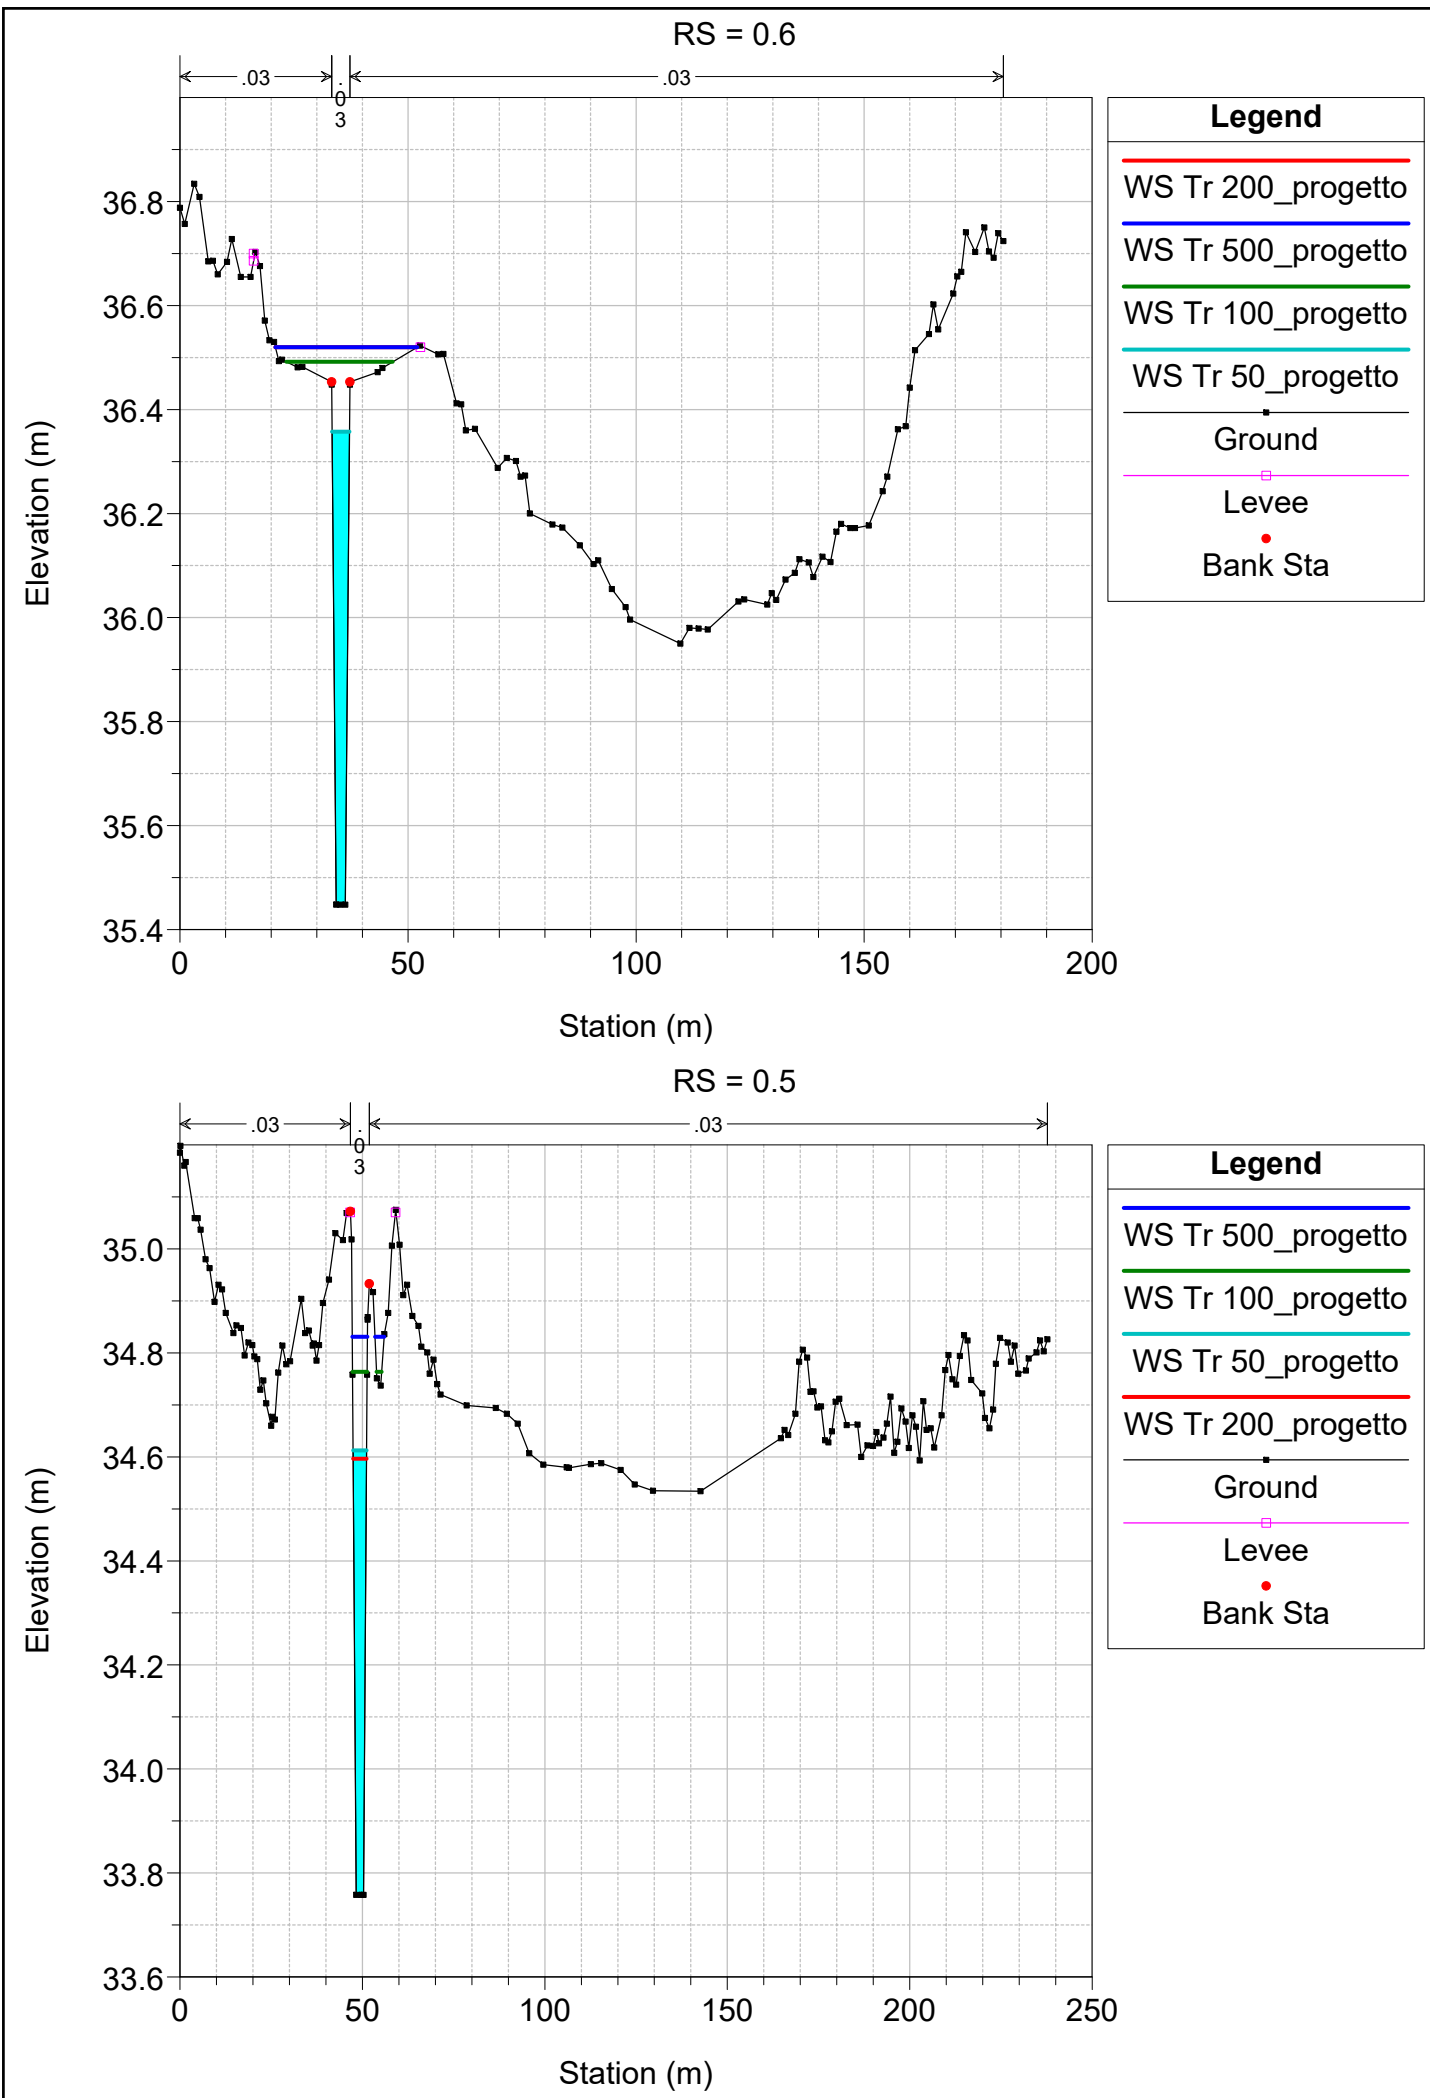 RS = 0.6
.03
.03
.03
Legend
WS Tr 200_progetto
WS Tr 500_progetto
WS Tr 100_progetto
WS Tr 50_progetto
Ground
Levee
Bank Sta
36.8
36.6
36.4
36.2
36.0
35.8
35.6
35.4
Elevation (m)
0 50 100 150 200
Station (m)
RS = 0.5
.03
.03
.03
Legend
WS Tr 500_progetto
WS Tr 100_progetto
WS Tr 50_progetto
WS Tr 200_progetto
Ground
Levee
Bank Sta
35.0
34.8
34.6
34.4
34.2
34.0
33.8
33.6
Elevation (m)
0 50 100 150 200 250
Station (m)